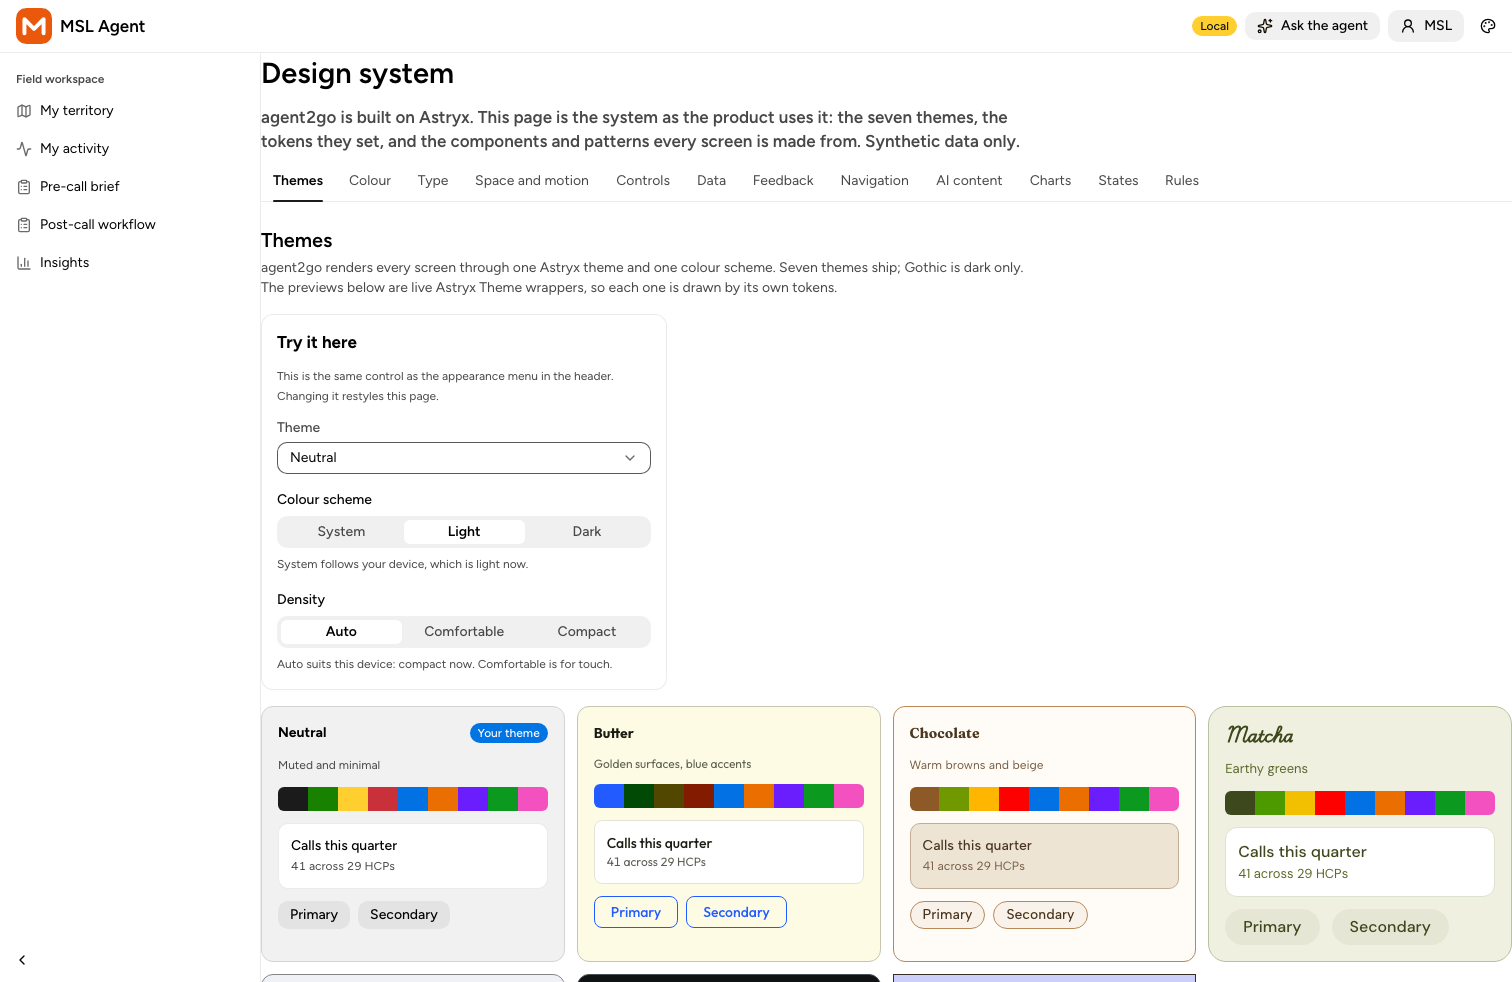 MSL Agent
Local
Ask the agent
MSL
Field workspace
My territory
My activity
Pre-call brief
Post-call workflow
Insights
Design system
agent2go is built on Astryx. This page is the system as the product uses it: the seven themes, the
tokens they set, and the components and patterns every screen is made from. Synthetic data only.
Themes Colour Type Space and motion Controls Data Feedback Navigation AI content Charts States Rules
Themes
agent2go renders every screen through one Astryx theme and one colour scheme. Seven themes ship; Gothic is dark only.
The previews below are live Astryx Theme wrappers, so each one is drawn by its own tokens.
Try it here
This is the same control as the appearance menu in the header.
Changing it restyles this page.
Theme
Neutral
Colour scheme
System Light Dark
System follows your device, which is light now.
Density
Auto Comfortable Compact
Auto suits this device: compact now. Comfortable is for touch.
Neutral
Your theme
Muted and minimal
Calls this quarter
41 across 29 HCPs
Primary Secondary
Butter
Golden surfaces, blue accents
Calls this quarter
41 across 29 HCPs
Primary Secondary
Chocolate
Warm browns and beige
Calls this quarter
41 across 29 HCPs
Primary Secondary
Matcha
Earthy greens
Calls this quarter
41 across 29 HCPs
Primary Secondary